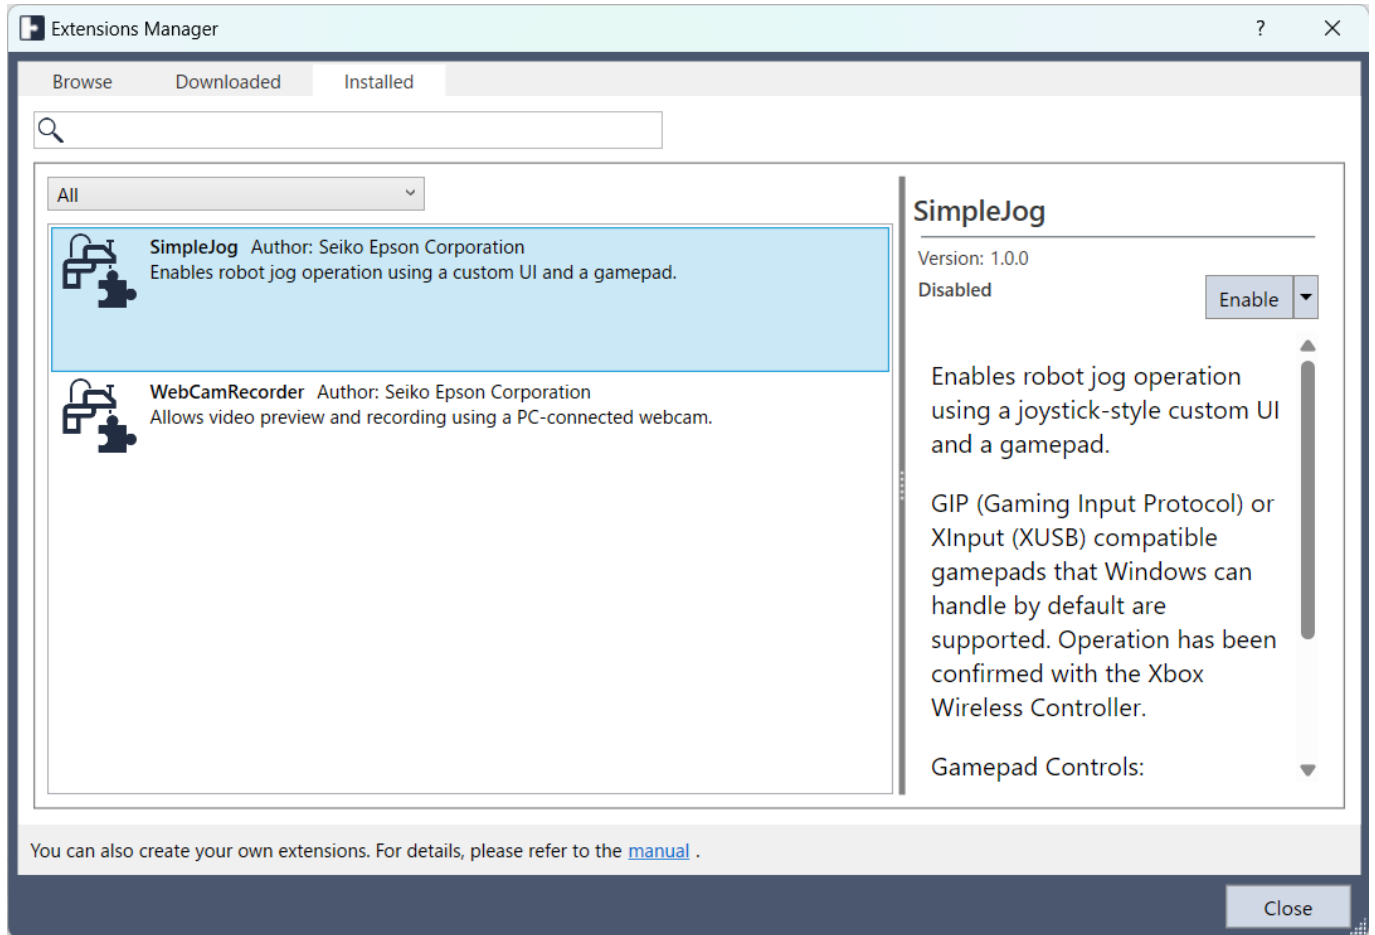 Extensions Manager
?
Browse
Downloaded
Installed
All
SimpleJog Author: Seiko Epson Corporation
Enables robot jog operation using a custom UI and a gamepad.
WebCamRecorder Author: Seiko Epson Corporation
Allows video preview and recording using a PC-connected webcam.
SimpleJog
Version: 1.0.0
Disabled
Enable
Enables robot jog operation
using a joystick-style custom UI
and a gamepad.
GIP (Gaming Input Protocol) or
XInput (XUSB) compatible
gamepads that Windows can
handle by default are
supported. Operation has been
confirmed with the Xbox
Wireless Controller.
Gamepad Controls:
You can also create your own extensions. For details, please refer to the manual .
Close